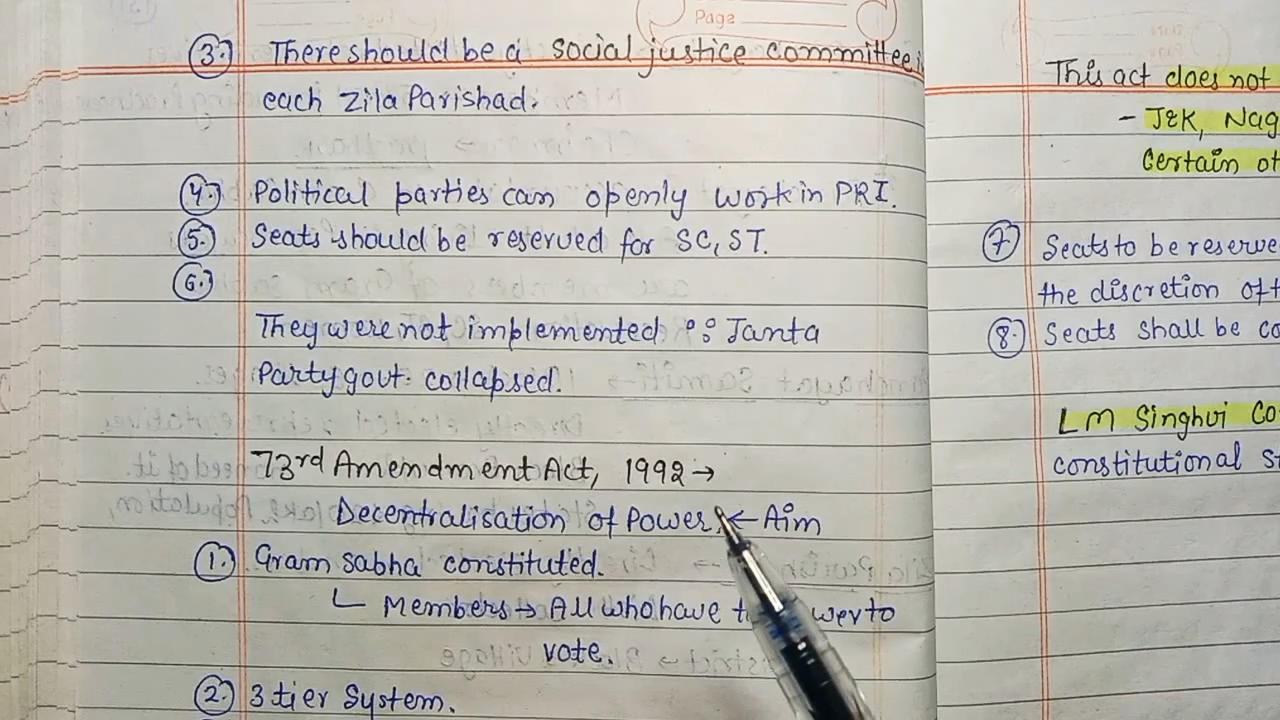 Page
(3.) There should be a social justice committee i
each Zila Parishad.
(4.) Political parties can openly work in PRI.
(5.) Seats should be reserved for SC, ST.
(6.)
They were not implemented ∵ Janta
Party govt. collapsed.
73rd Amendment Act, 1992 →
Decentralisation of Power. ← Aim
(1.) Gram sabha constituted.
└ Members → All who have to
vote.
(2.) 3 tier System.
This act does not
- J&K, Nag
Certain ot
(7.) Seats to be reserve
the discretion of t
(8.) Seats shall be co
LM Singhvi Co
constitutional s